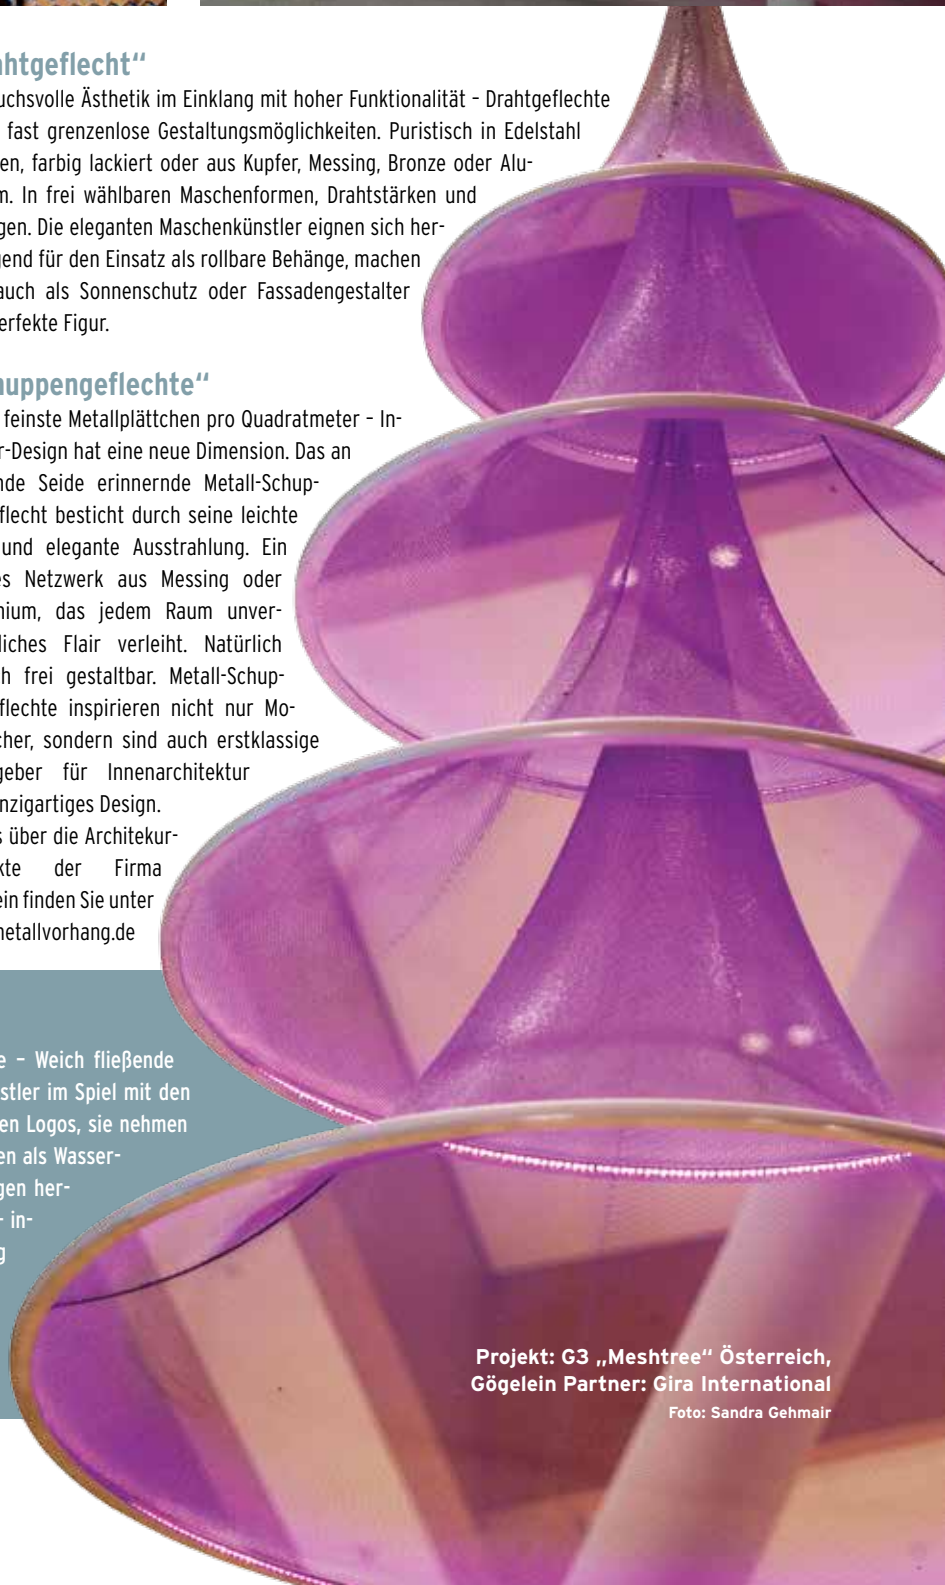 ahtgeflecht“
uchsvolle Ästhetik im Einklang mit hoher Funktionalität – Drahtgeflechte
fast grenzenlose Gestaltungsmöglichkeiten. Puristisch in Edelstahl
en, farbig lackiert oder aus Kupfer, Messing, Bronze oder Alu-
m. In frei wählbaren Maschenformen, Drahtstärken und
gen. Die eleganten Maschenkünstler eignen sich her-
gend für den Einsatz als rollbare Behänge, machen
auch als Sonnenschutz oder Fassadengestalter
erfekte Figur.
huppengeflechte“
feinste Metallplättchen pro Quadratmeter – In-
r-Design hat eine neue Dimension. Das an
nde Seide erinnernde Metall-Schup-
flecht besticht durch seine leichte
und elegante Ausstrahlung. Ein
es Netzwerk aus Messing oder
nium, das jedem Raum unver-
liches Flair verleiht. Natürlich
h frei gestaltbar. Metall-Schup-
flechte inspirieren nicht nur Mo-
cher, sondern sind auch erstklassige
geber für Innenarchitektur
nzigartiges Design.
s über die Architekur-
kte der Firma
ein finden Sie unter
metallvorhang.de
e – Weich fließende
stler im Spiel mit den
en Logos, sie nehmen
en als Wasser-
gen her-
– in-
g
Projekt: G3 „Meshtree“ Österreich,
Gögelein Partner: Gira International
Foto: Sandra Gehmair